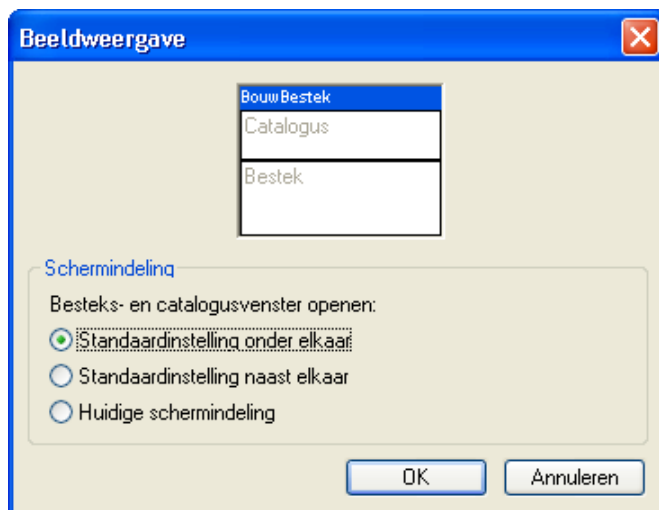 Beeldweergave
BouwBestek
Catalogus
Bestek
Schermindeling
Besteks- en catalogusvenster openen:
Standaardinstelling onder elkaar
Standaardinstelling naast elkaar
Huidige schermindeling
OK
Annuleren